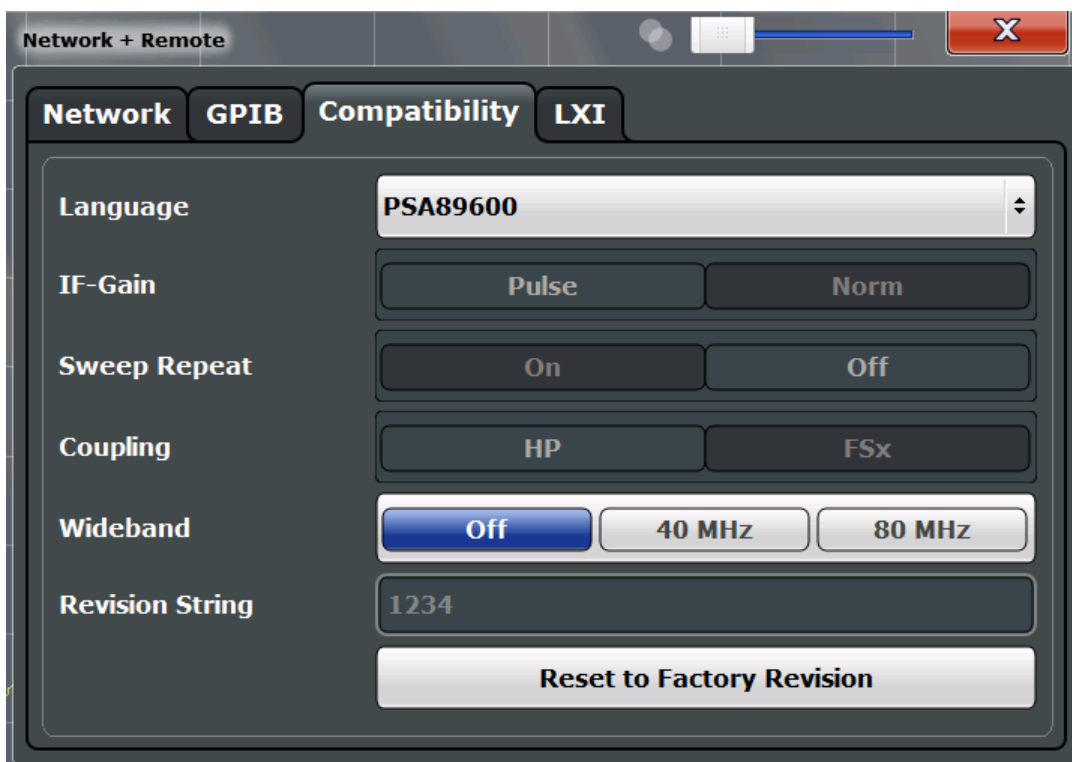 Network + Remote
X
Network GPIB Compatibility LXI
Language PSA89600
IF-Gain Pulse Norm
Sweep Repeat On Off
Coupling HP FSx
Wideband Off 40 MHz 80 MHz
Revision String 1234
Reset to Factory Revision